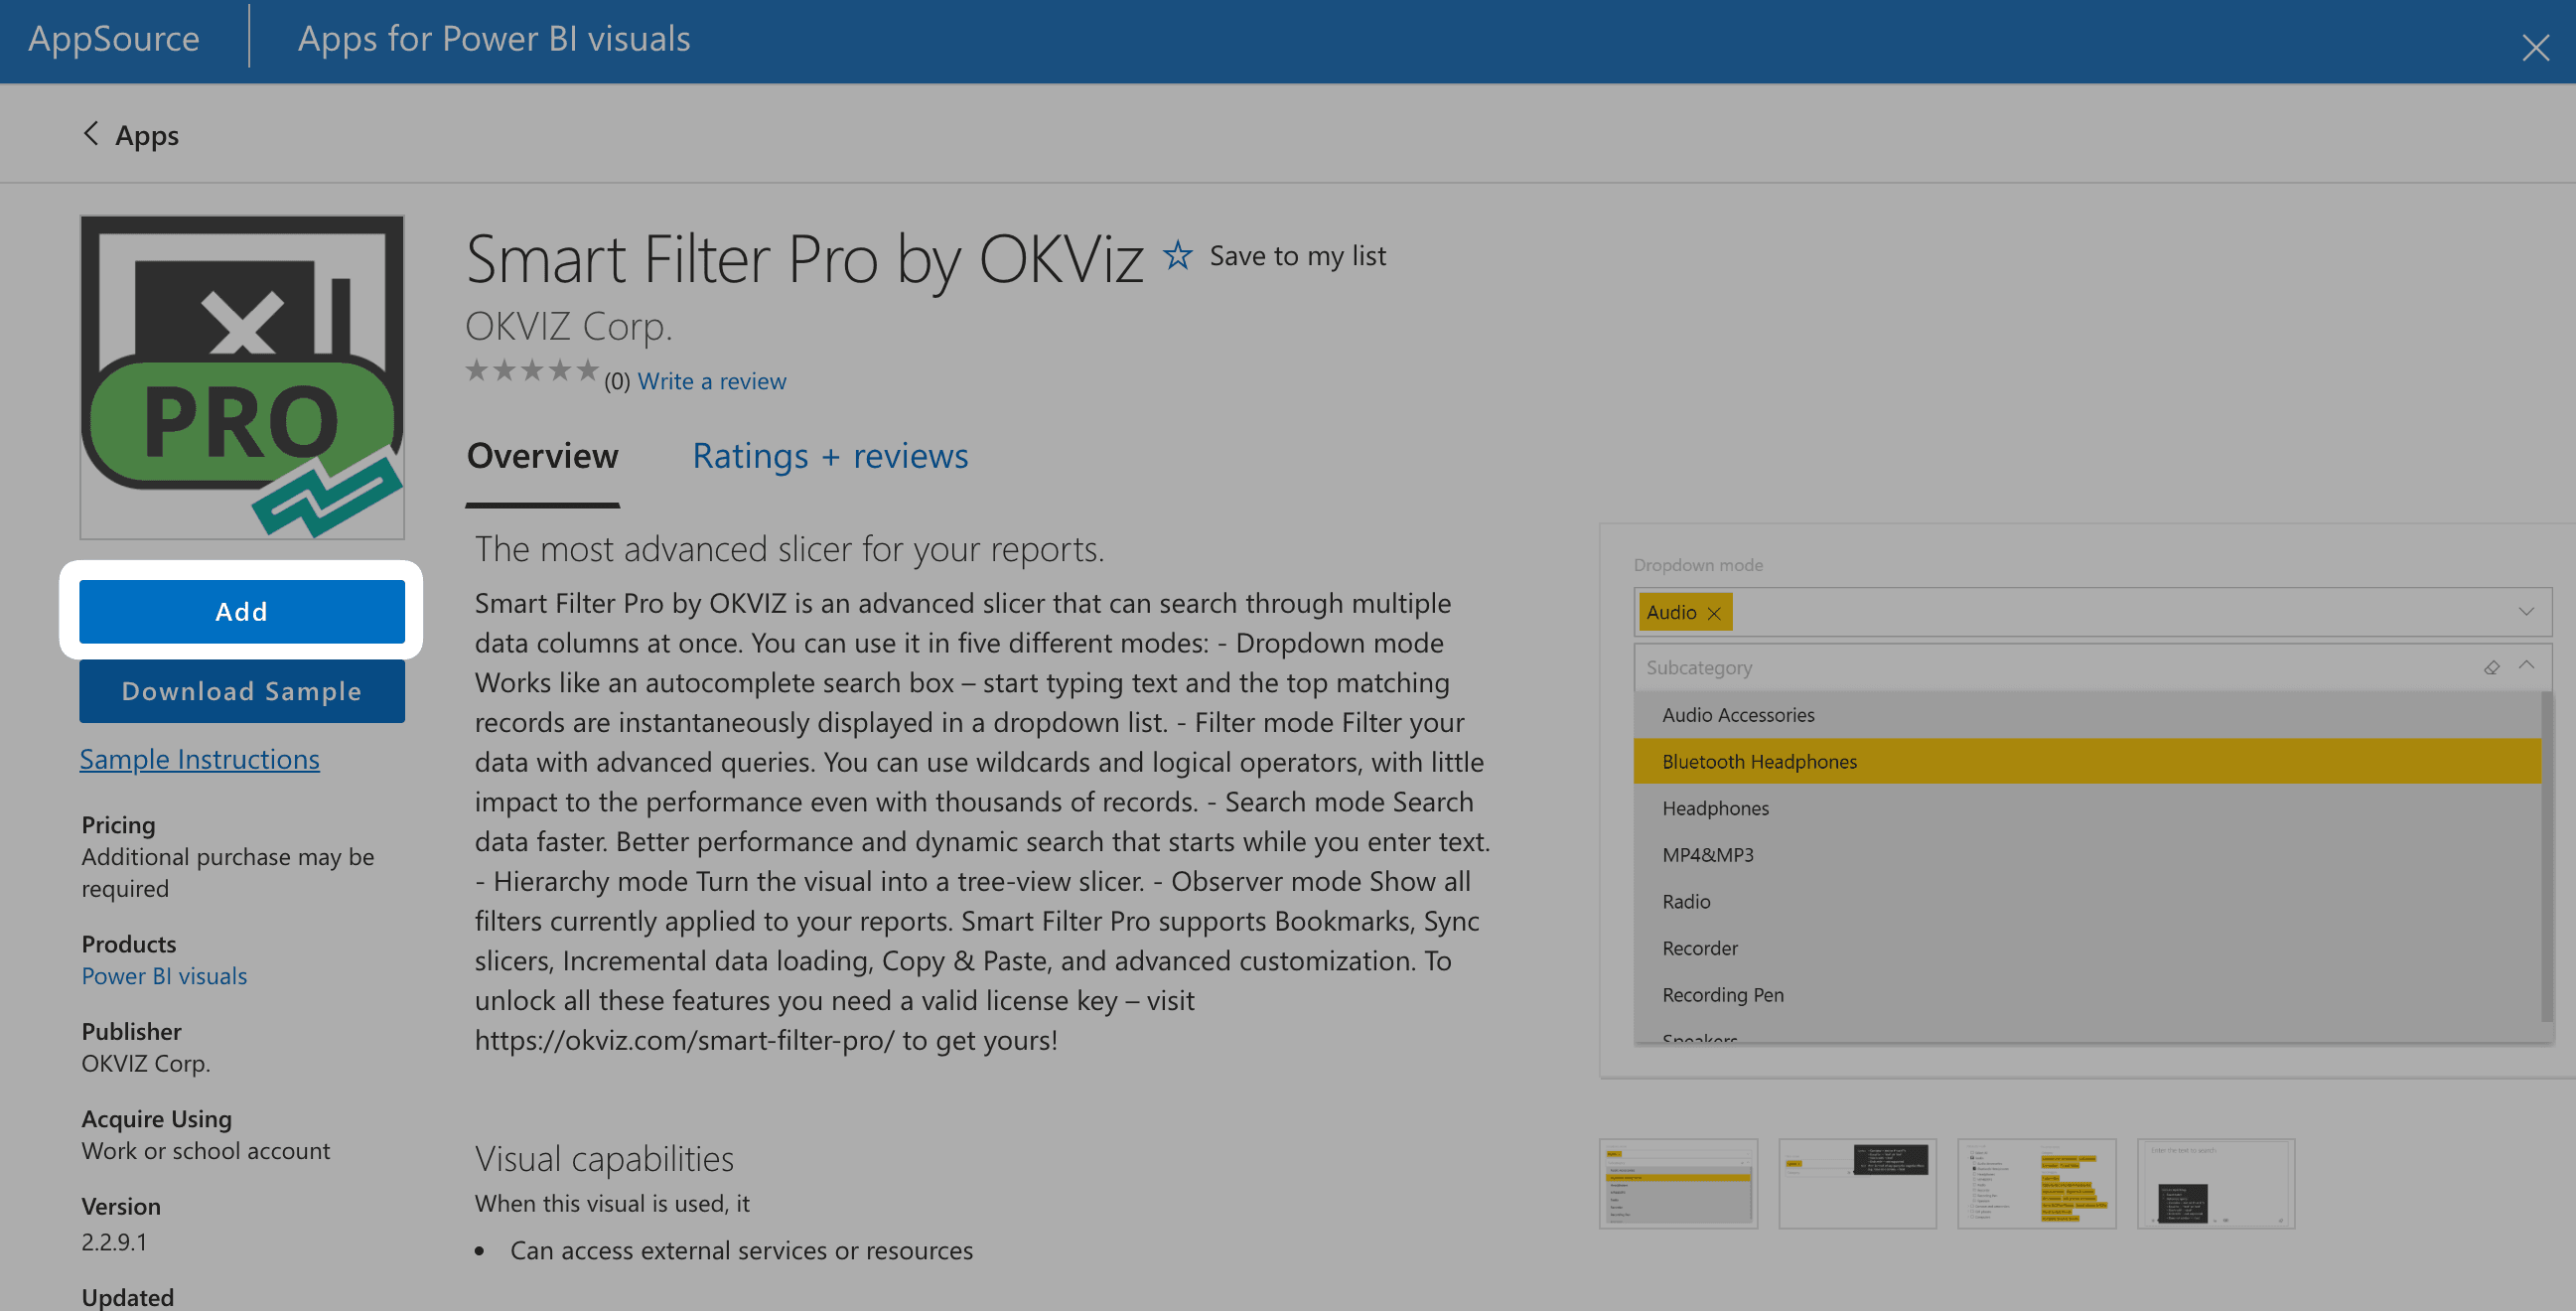 AppSource
Apps for Power BI visuals
Apps
PRO
Smart Filter Pro by OKViz
Save to my list
OKVIZ Corp.
(0) Write a review
Overview
Ratings + reviews
Add
Download Sample
Sample Instructions
Pricing
Additional purchase may be
required
Products
Power BI visuals
Publisher
OKVIZ Corp.
Acquire Using
Work or school account
Version
2.2.9.1
Updated
The most advanced slicer for your reports.
Smart Filter Pro by OKVIZ is an advanced slicer that can search through multiple
data columns at once. You can use it in five different modes: - Dropdown mode
Works like an autocomplete search box – start typing text and the top matching
records are instantaneously displayed in a dropdown list. - Filter mode Filter your
data with advanced queries. You can use wildcards and logical operators, with little
impact to the performance even with thousands of records. - Search mode Search
data faster. Better performance and dynamic search that starts while you enter text.
- Hierarchy mode Turn the visual into a tree-view slicer. - Observer mode Show all
filters currently applied to your reports. Smart Filter Pro supports Bookmarks, Sync
slicers, Incremental data loading, Copy & Paste, and advanced customization. To
unlock all these features you need a valid license key – visit
https://okviz.com/smart-filter-pro/ to get yours!
Visual capabilities
When this visual is used, it
• Can access external services or resources
Dropdown mode
Audio
Subcategory
Audio Accessories
Bluetooth Headphones
Headphones
MP4&MP3
Radio
Recorder
Recording Pen
Speakers
Enter the text to search